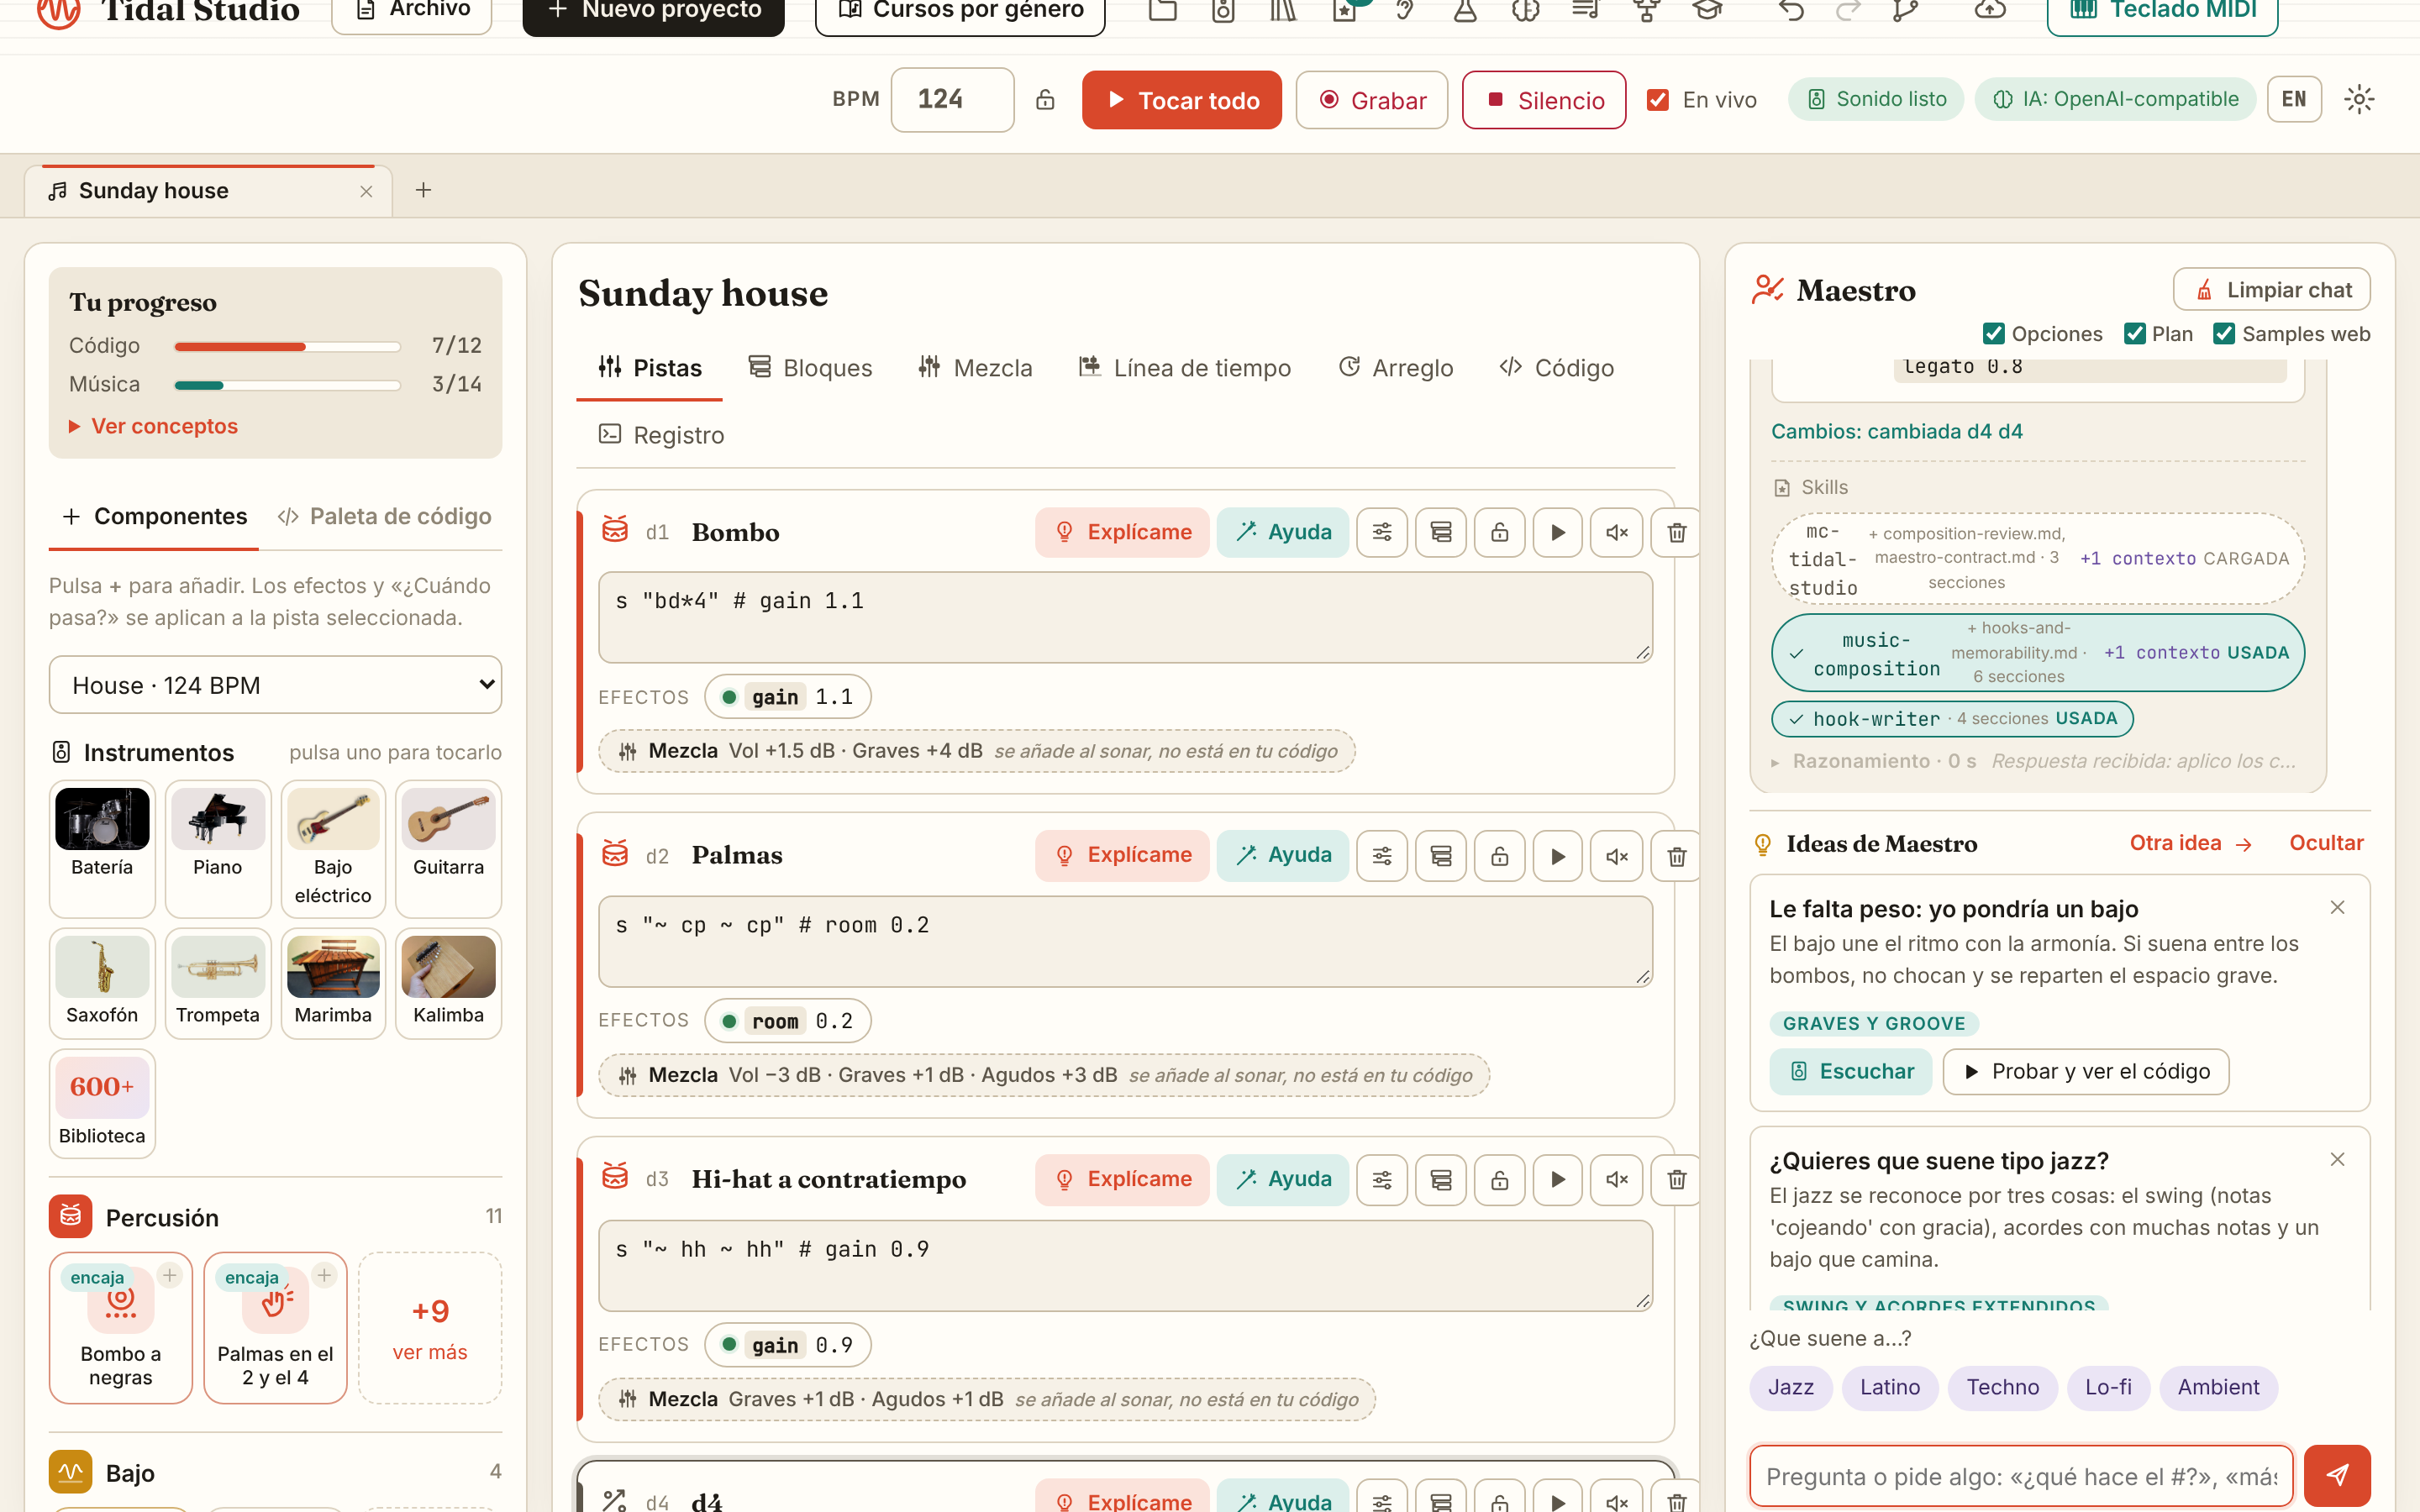 Tidal Studio
Archivo
+ Nuevo proyecto
Cursos por género
Teclado MIDI
BPM 124
Tocar todo
Grabar
Silencio
En vivo
Sonido listo
IA: OpenAI-compatible
EN
Sunday house
Tu progreso
Código 7/12
Música 3/14
Ver conceptos
+ Componentes
Paleta de código
Pulsa + para añadir. Los efectos y «¿Cuándo
pasa?» se aplican a la pista seleccionada.
House · 124 BPM
Instrumentos
pulsa uno para tocarlo
Batería
Piano
Bajo
eléctrico
Guitarra
Saxofón
Trompeta
Marimba
Kalimba
600+
Biblioteca
Percusión 11
encaja
Bombo a
negras
encaja
Palmas en el
2 y el 4
+9
ver más
Bajo 4
Sunday house
Pistas
Bloques
Mezcla
Línea de tiempo
Arreglo
Código
Registro
d1 Bombo
Explícame
Ayuda
s "bd*4" # gain 1.1
EFECTOS gain 1.1
Mezcla Vol +1.5 dB · Graves +4 dB se añade al sonar, no está en tu código
d2 Palmas
Explícame
Ayuda
s "~ cp ~ cp" # room 0.2
EFECTOS room 0.2
Mezcla Vol −3 dB · Graves +1 dB · Agudos +3 dB se añade al sonar, no está en tu código
d3 Hi-hat a contratiempo
Explícame
Ayuda
s "~ hh ~ hh" # gain 0.9
EFECTOS gain 0.9
Mezcla Graves +1 dB · Agudos +1 dB se añade al sonar, no está en tu código
d4 d4
Explícame
Ayuda
Maestro
Limpiar chat
Opciones
Plan
Samples web
legato 0.8
Cambios: cambiada d4 d4
Skills
mc-
tidal-
studio
+ composition-review.md,
maestro-contract.md · 3
secciones
+1 contexto CARGADA
music-
composition
+ hooks-and-
memorability.md ·
6 secciones
+1 contexto USADA
hook-writer · 4 secciones USADA
Razonamiento · 0 s Respuesta recibida: aplico los c...
Ideas de Maestro
Otra idea →
Ocultar
Le falta peso: yo pondría un bajo
El bajo une el ritmo con la armonía. Si suena entre los
bombos, no chocan y se reparten el espacio grave.
GRAVES Y GROOVE
Escuchar
Probar y ver el código
¿Quieres que suene tipo jazz?
El jazz se reconoce por tres cosas: el swing (notas
'cojeando' con gracia), acordes con muchas notas y un
bajo que camina.
SWING Y ACORDES EXTENDIDOS
¿Que suene a...?
Jazz
Latino
Techno
Lo-fi
Ambient
Pregunta o pide algo: «¿qué hace el #?», «más